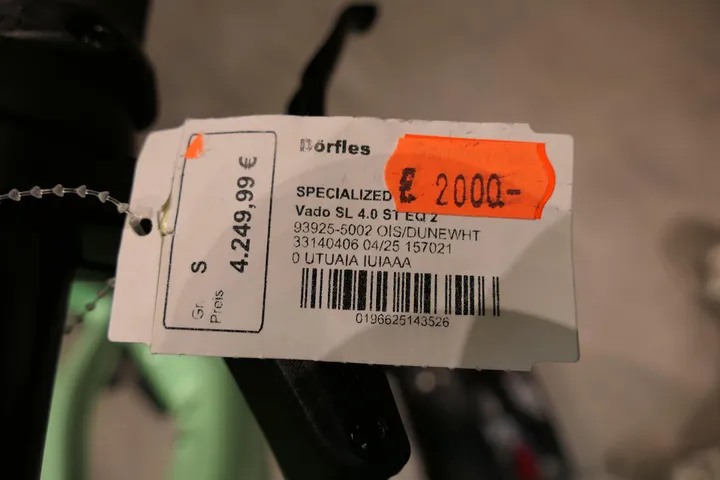 Gr. S
Preis 4.249,99 €
Börfles
€ 2000.-
SPECIALIZED
Vado SL 4.0 ST EQ 2
93925-5002 OIS/DUNEWHT
33140406 04/25 157021
0 UTUAIA IUIAAA
0196625143526